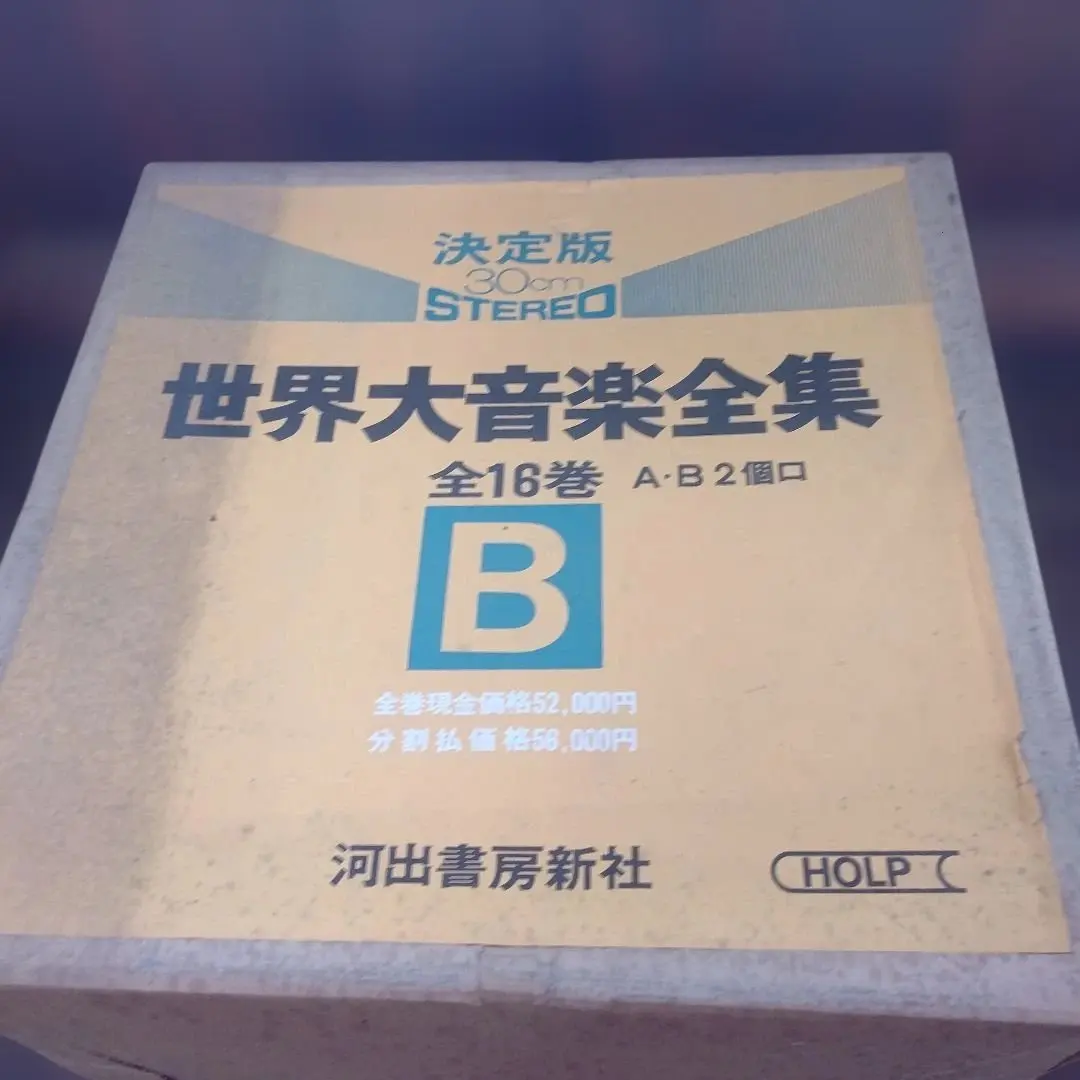 決定版
30cm
STEREO
世界大音楽全集
全16巻 A・B2個口
B
全巻現金価格52,000円
分割払価格58,000円
河出書房新社
HOLP